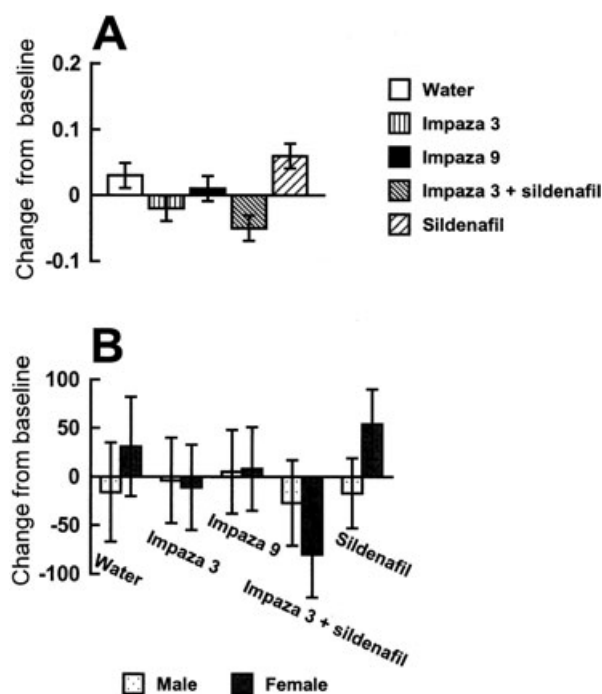 A
Change from baseline
0.2
0.1
0
-0.1
Water
Impaza 3
Impaza 9
Impaza 3 + sildenafil
Sildenafil
B
Change from baseline
100
50
0
-50
-100
Water
Impaza 3
Impaza 9
Impaza 3 + sildenafil
Sildenafil
Male
Female